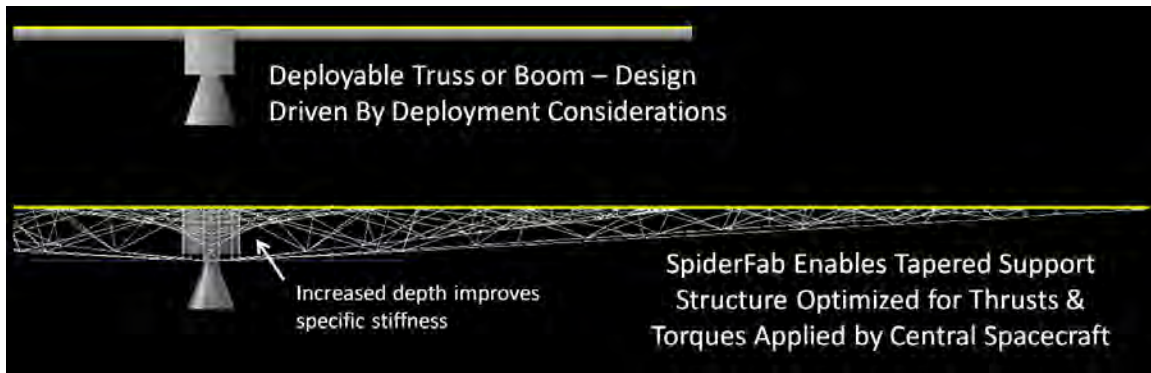 Deployable Truss or Boom – Design
Driven By Deployment Considerations
Increased depth improves
specific stiffness
SpiderFab Enables Tapered Support
Structure Optimized for Thrusts &
Torques Applied by Central Spacecraft